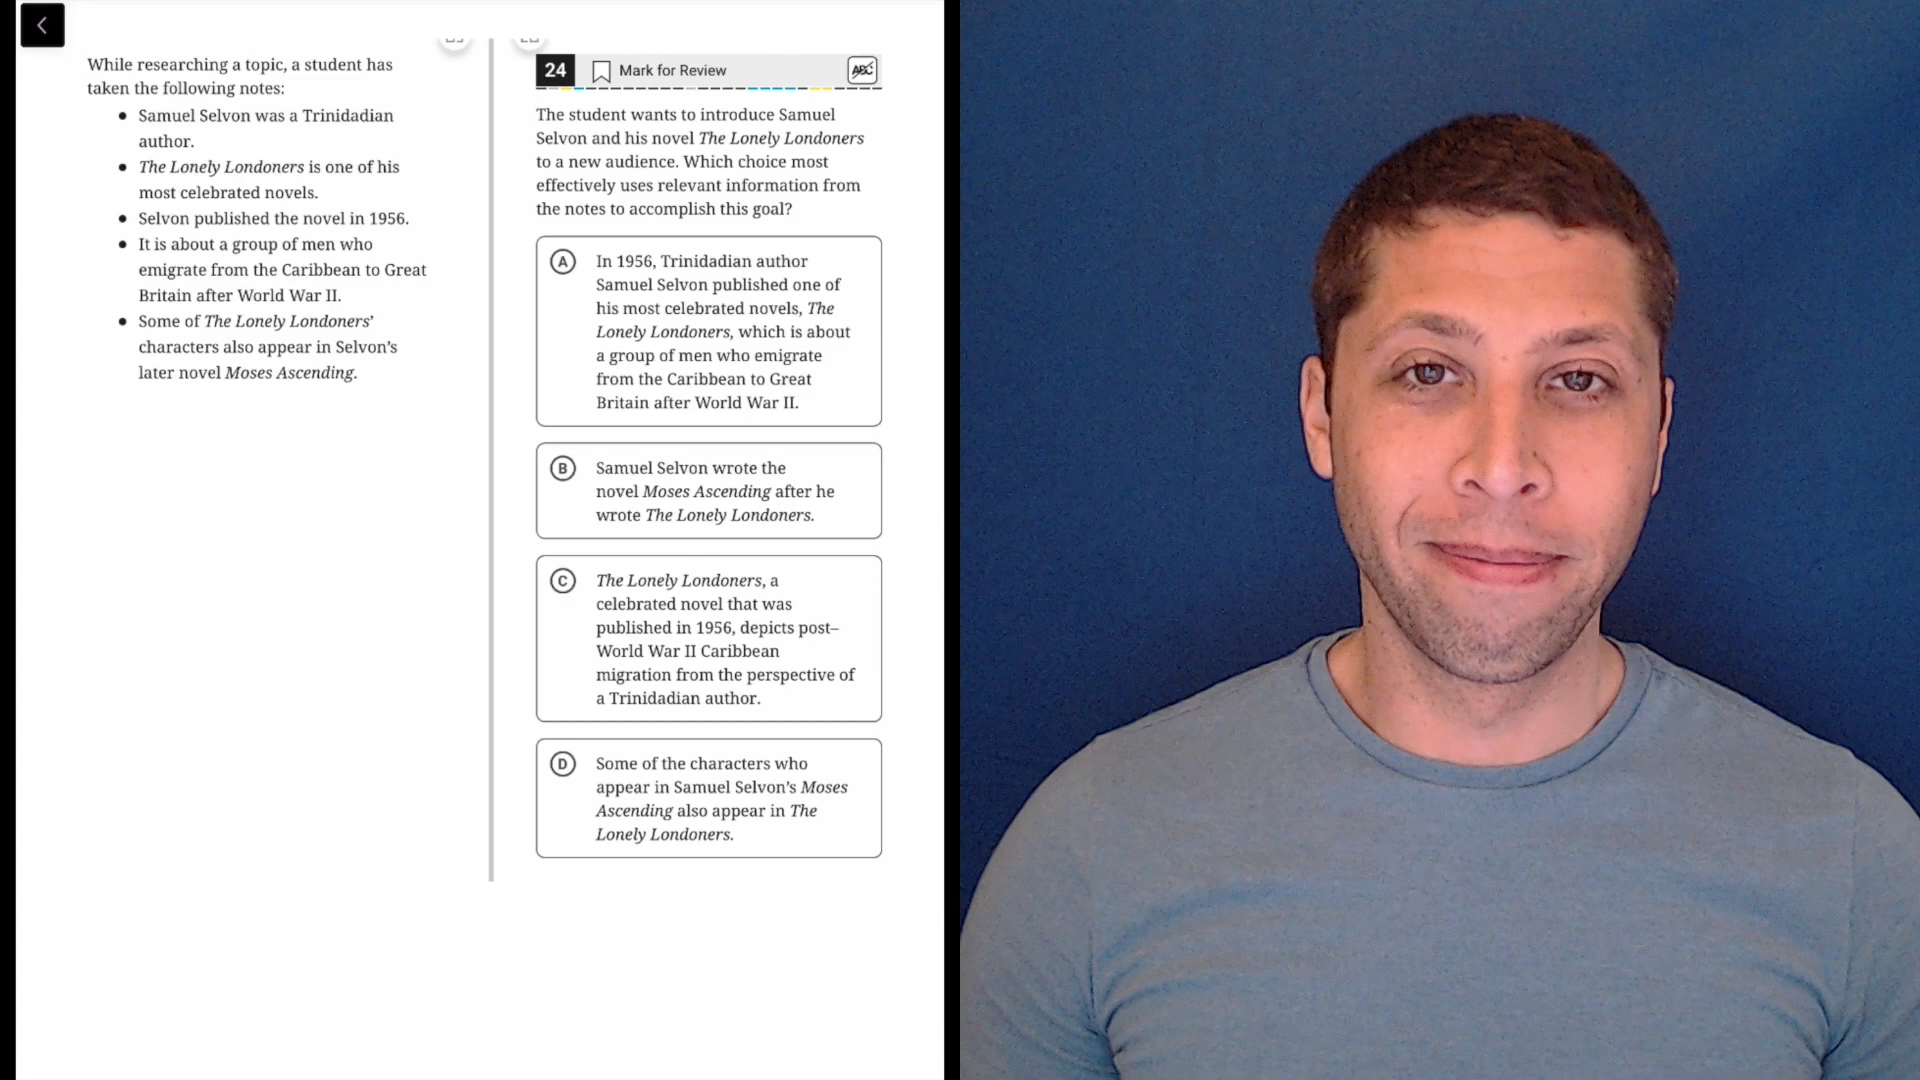 While researching a topic, a student has
taken the following notes:
● Samuel Selvon was a Trinidadian
author.
● The Lonely Londoners is one of his
most celebrated novels.
● Selvon published the novel in 1956.
● It is about a group of men who
emigrate from the Caribbean to Great
Britain after World War II.
● Some of The Lonely Londoners’
characters also appear in Selvon’s
later novel Moses Ascending.
24 Mark for Review ABC
The student wants to introduce Samuel
Selvon and his novel The Lonely Londoners
to a new audience. Which choice most
effectively uses relevant information from
the notes to accomplish this goal?
A In 1956, Trinidadian author
Samuel Selvon published one of
his most celebrated novels, The
Lonely Londoners, which is about
a group of men who emigrate
from the Caribbean to Great
Britain after World War II.
B Samuel Selvon wrote the
novel Moses Ascending after he
wrote The Lonely Londoners.
C The Lonely Londoners, a
celebrated novel that was
published in 1956, depicts post–
World War II Caribbean
migration from the perspective of
a Trinidadian author.
D Some of the characters who
appear in Samuel Selvon’s Moses
Ascending also appear in The
Lonely Londoners.